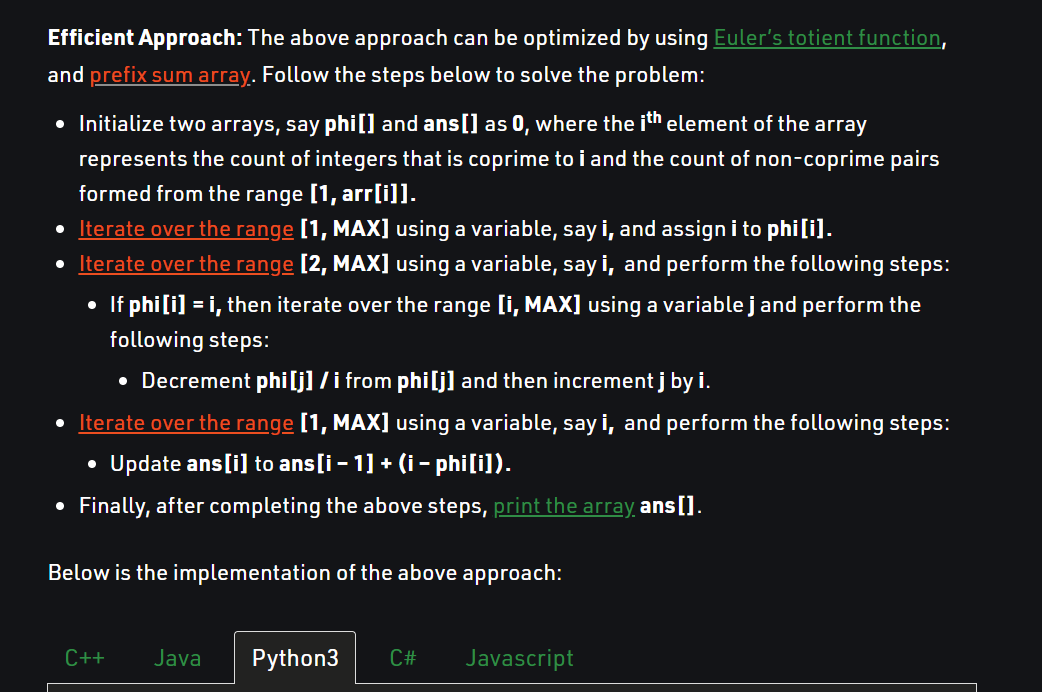 Efficient Approach: The above approach can be optimized by using Euler's totient function,
and prefix sum array. Follow the steps below to solve the problem:
• Initialize two arrays, say phi[] and ans[] as 0, where the ith element of the array
represents the count of integers that is coprime to i and the count of non-coprime pairs
formed from the range [1, arr[i]].
• Iterate over the range [1, MAX] using a variable, say i, and assign i to phi[i].
• Iterate over the range [2, MAX] using a variable, say i, and perform the following steps:
• If phi[i] = i, then iterate over the range [i, MAX] using a variable j and perform the
following steps:
• Decrement phi[j] / i from phi[j] and then increment j by i.
• Iterate over the range [1, MAX] using a variable, say i, and perform the following steps:
• Update ans[i] to ans[i – 1] + (i – phi[i]).
• Finally, after completing the above steps, print the array ans[].
Below is the implementation of the above approach:
C++ Java Python3 C# Javascript